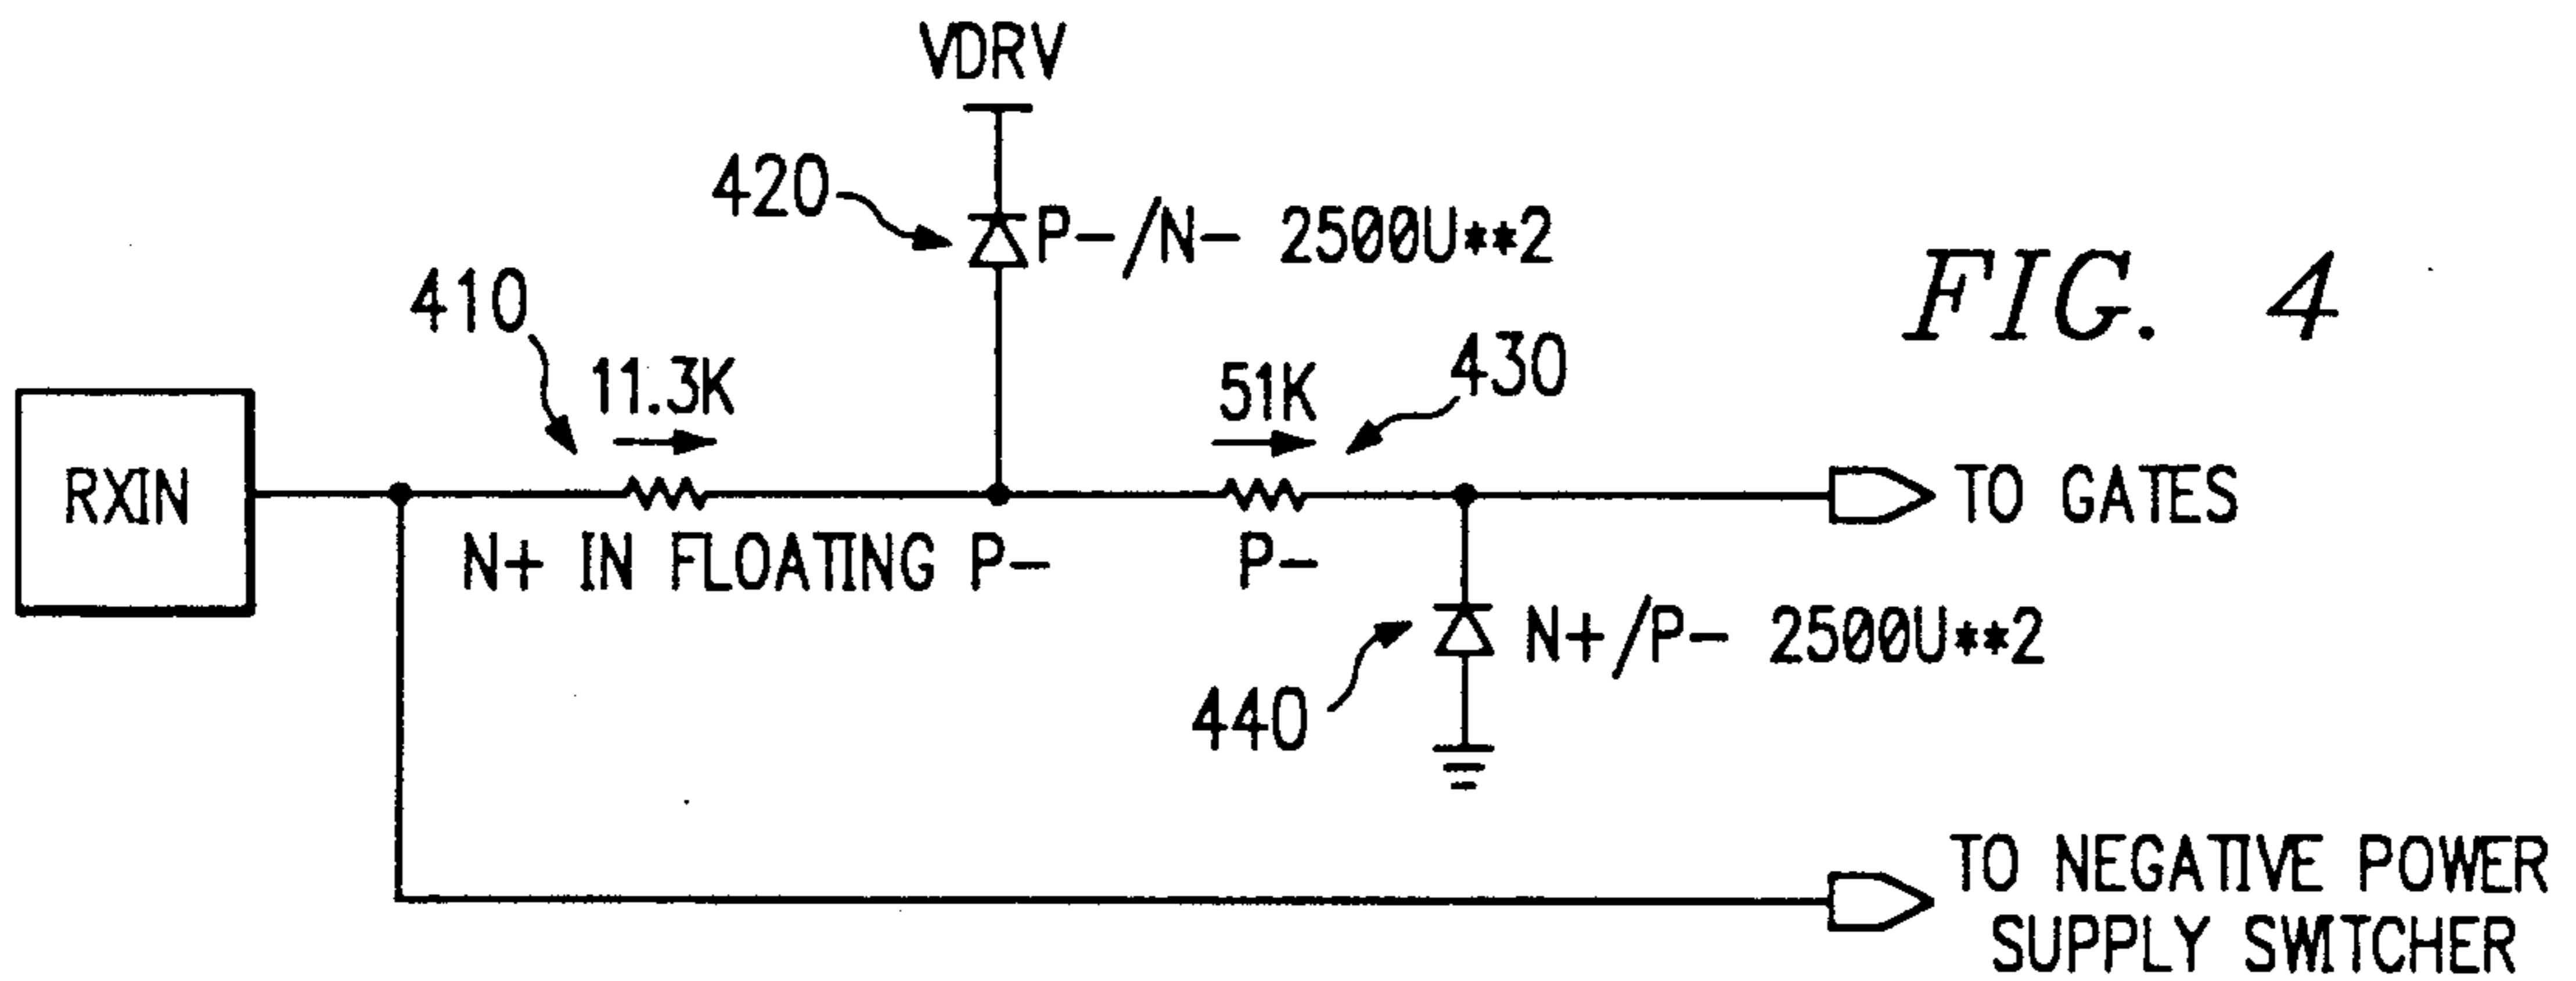 VDRV
420
P-/N- 2500U**2
FIG. 4
410
11.3K
51K
430
RXIN
TO GATES
N+ IN FLOATING P-
P-
N+/P- 2500U**2
440
TO NEGATIVE POWER
SUPPLY SWITCHER